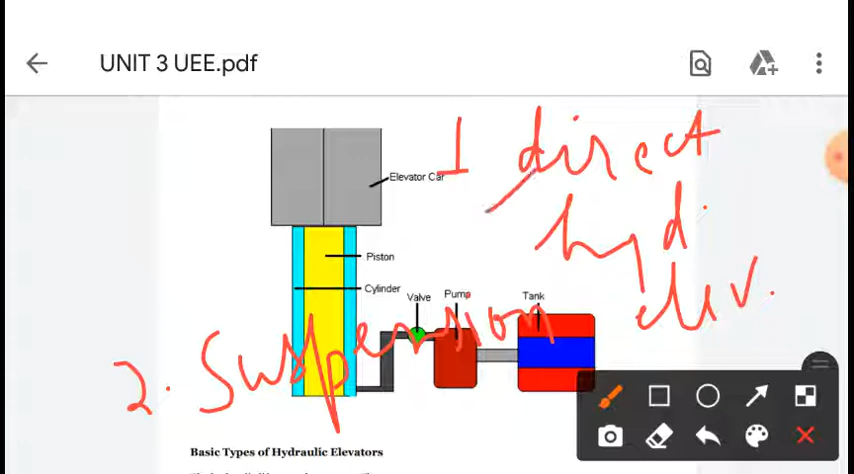 UNIT 3 UEE.pdf
1 direct
Elevator Car
hyd.
Piston
Cylinder
elev.
Valve
Pump
Tank
2. Suspension
Basic Types of Hydraulic Elevators